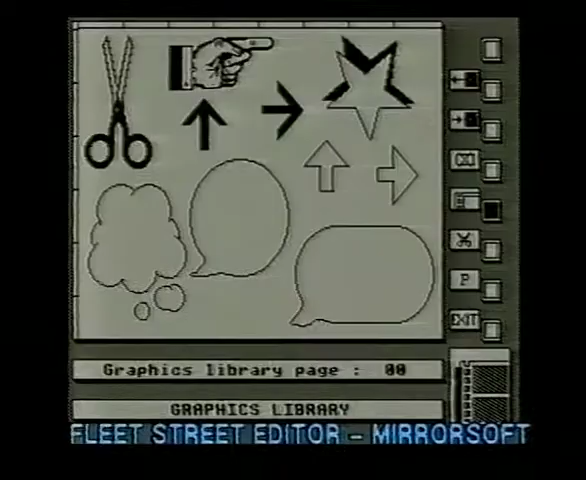 P
EXIT
Graphics library page : 00
GRAPHICS LIBRARY
FLEET STREET EDITOR - MIRRORSOFT